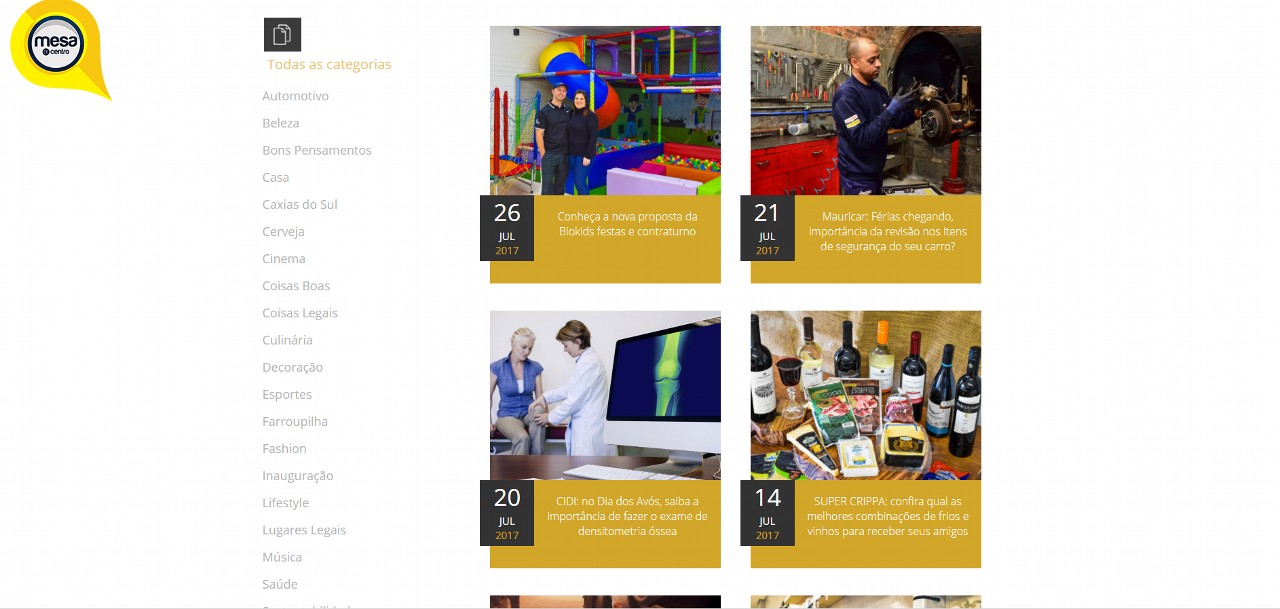 mesa
centro
Todas as categorias
Automotivo
Beleza
Bons Pensamentos
Casa
Caxias do Sul
Cerveja
Cinema
Coisas Boas
Coisas Legais
Culinária
Decoração
Esportes
Farroupilha
Fashion
Inauguração
Lifestyle
Lugares Legais
Música
Saúde
26
JUL
2017
Conheça a nova proposta da
Biokids festas e contraturno
21
JUL
2017
Mauricar: Férias chegando,
importância da revisão nos itens
de segurança do seu carro?
20
JUL
2017
CIDI: no Dia dos Avós, saiba a
importância de fazer o exame de
densitometria óssea
14
JUL
2017
SUPER CRIPPA: confira qual as
melhores combinações de frios e
vinhos para receber seus amigos